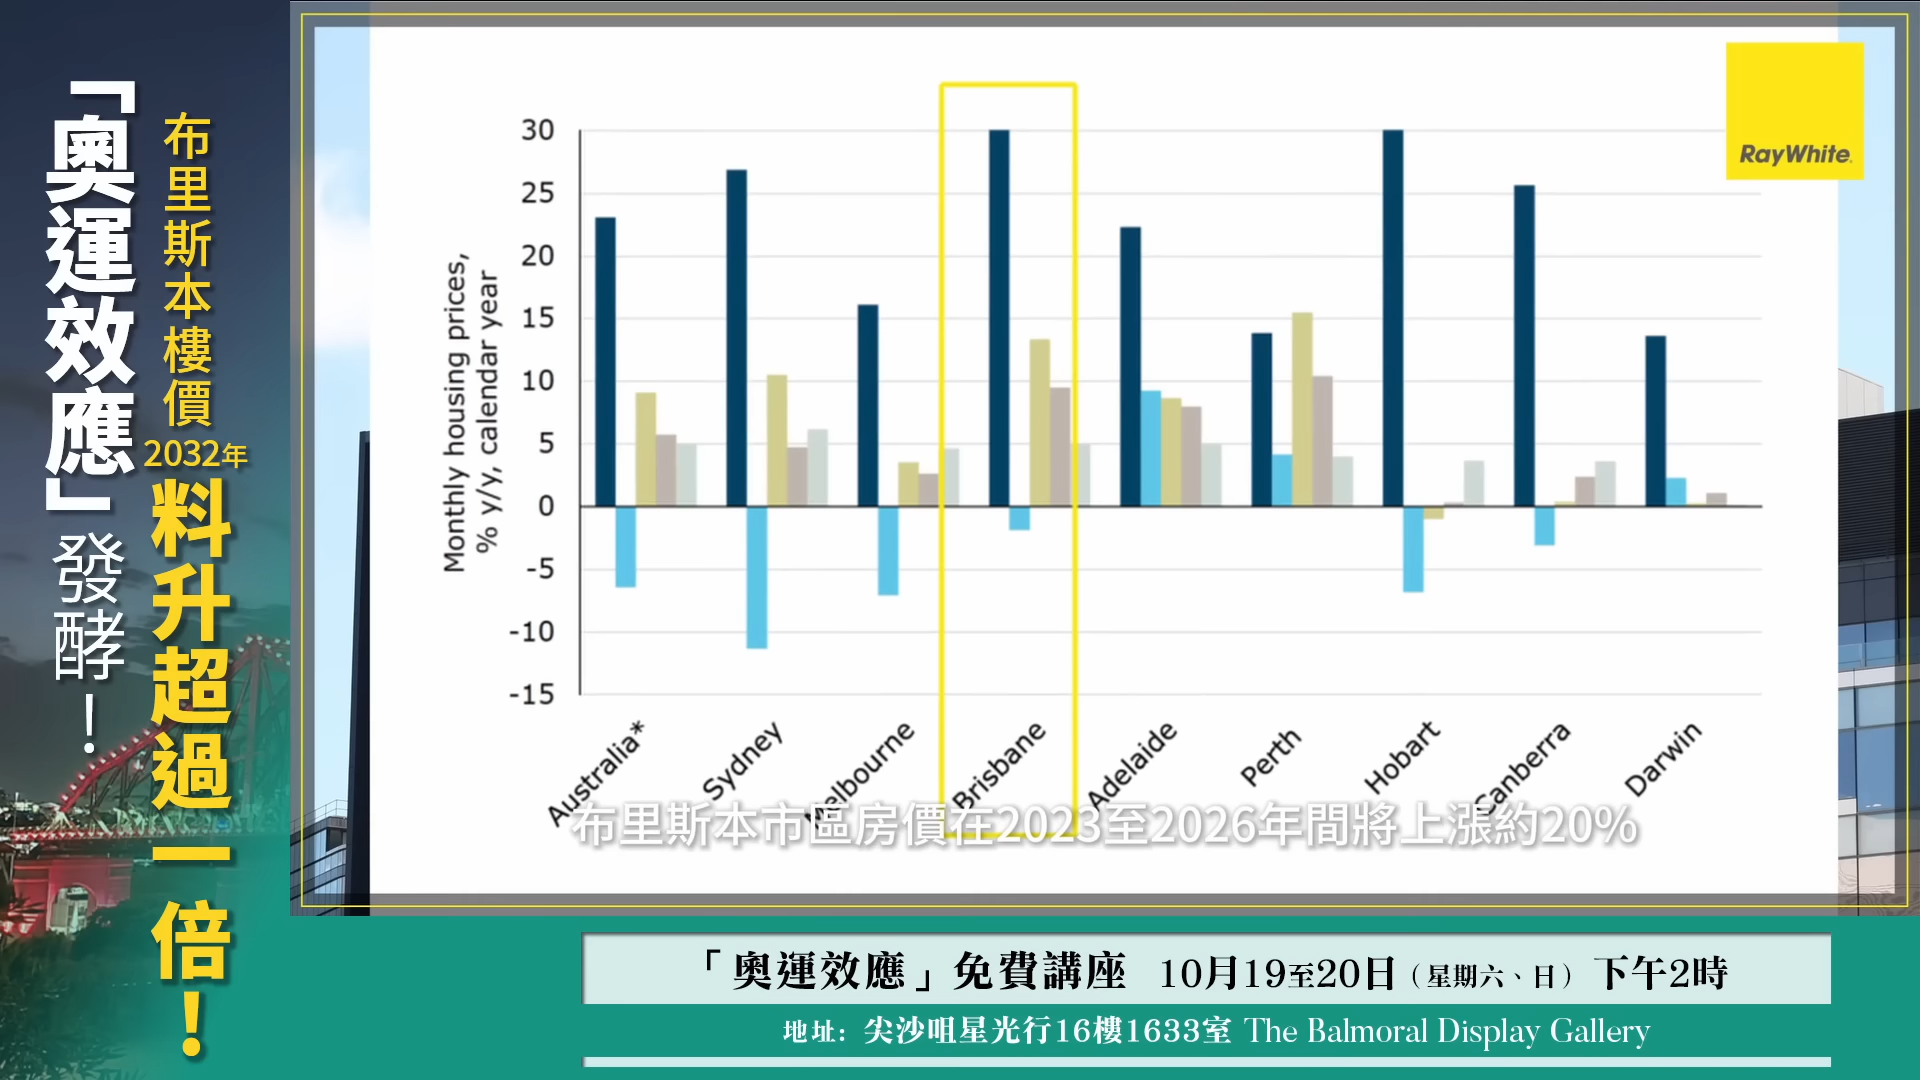 「奧運效應」發酵！
布里斯本樓價
2032年
料升超過一倍！
RayWhite.
Monthly housing prices,
% y/y, calendar year
30
25
20
15
10
5
0
-5
-10
-15
Australia*
Sydney
Melbourne
Brisbane
Adelaide
Perth
Hobart
Canberra
Darwin
布里斯本市區房價在2023至2026年間將上漲約20%
「奧運效應」免費講座 10月19至20日（星期六、日）下午2時
地址：尖沙咀星光行16樓1633室 The Balmoral Display Gallery